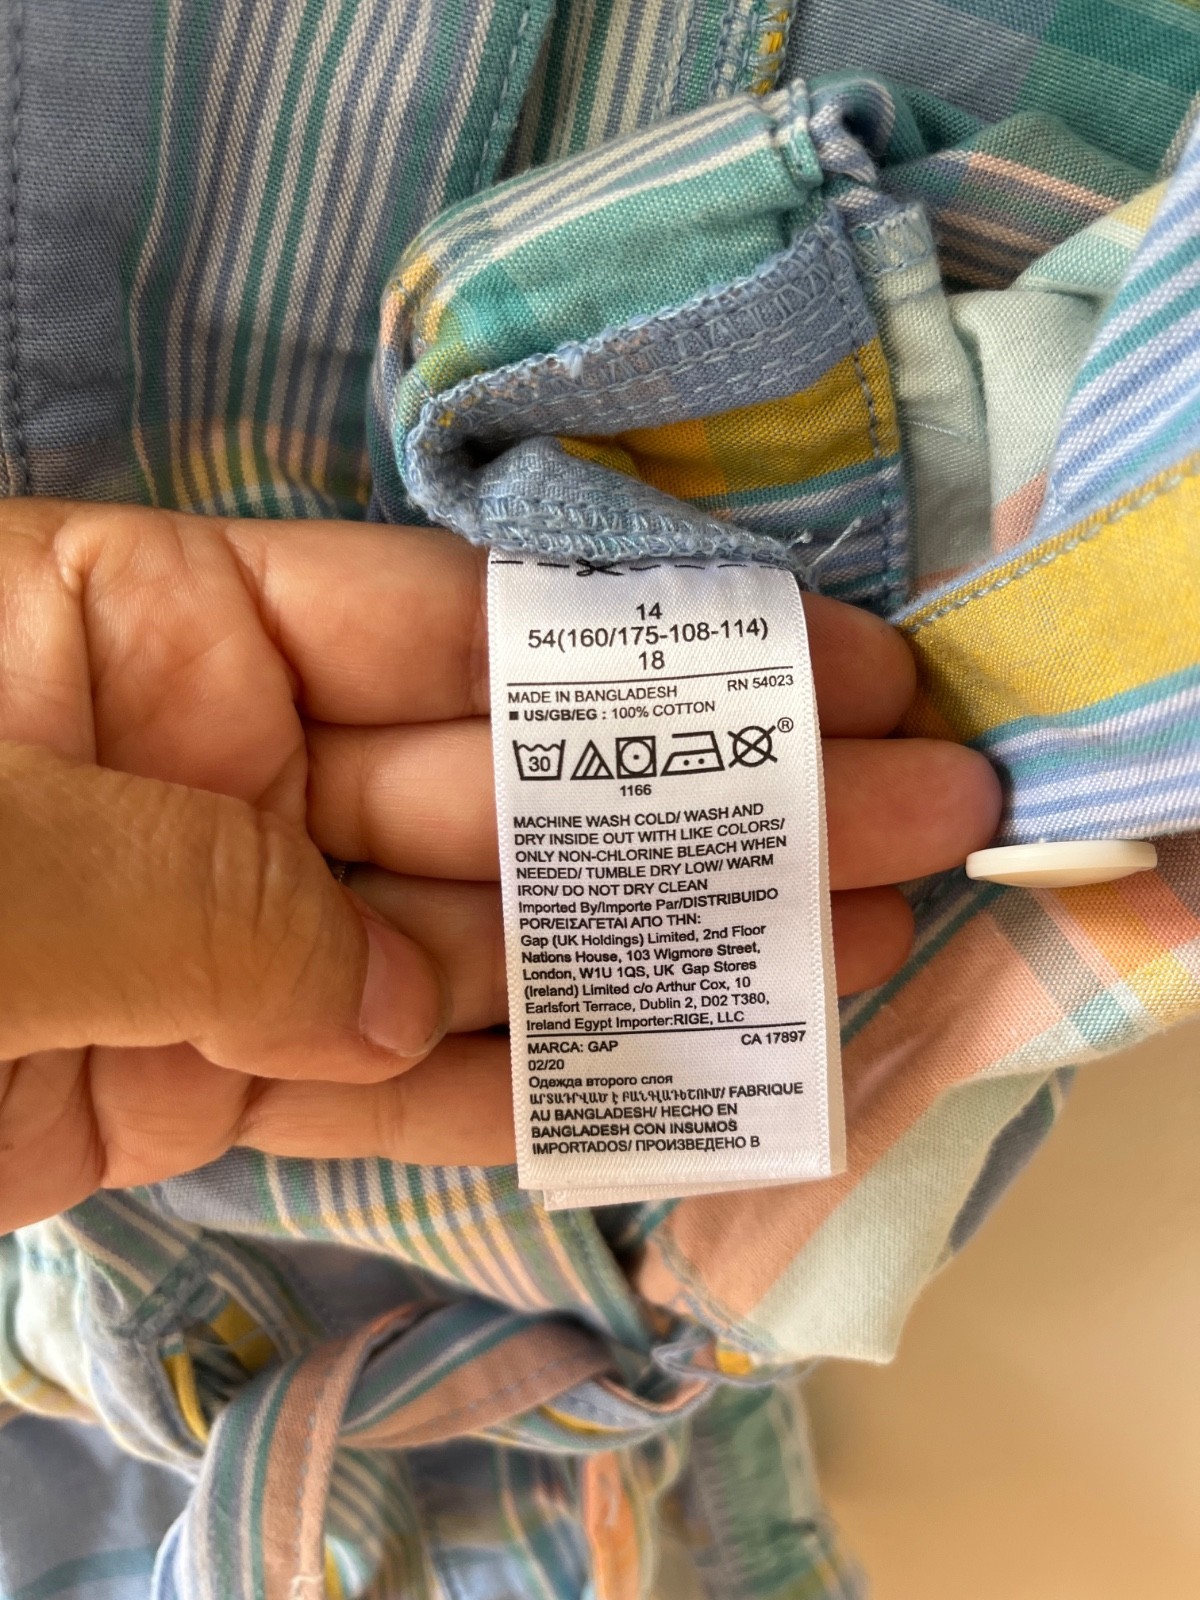 14
54(160/175-108-114)
18
MADE IN BANGLADESH RN 54023
■ US/GB/EG : 100% COTTON
30 ®
1166
MACHINE WASH COLD/ WASH AND
DRY INSIDE OUT WITH LIKE COLORS/
ONLY NON-CHLORINE BLEACH WHEN
NEEDED/ TUMBLE DRY LOW/ WARM
IRON/ DO NOT DRY CLEAN
Imported By/Importe Par/DISTRIBUIDO
POR/ΕΙΣΑΓΕΤΑΙ ΑΠΟ ΤΗΝ:
Gap (UK Holdings) Limited, 2nd Floor
Nations House, 103 Wigmore Street,
London, W1U 1QS, UK Gap Stores
(Ireland) Limited c/o Arthur Cox, 10
Earlsfort Terrace, Dublin 2, D02 T380,
Ireland Egypt Importer:RIGE, LLC
MARCA: GAP CA 17897
02/20
Одежда второго слоя
ԱՐՏԱԴՐՎԱԾ Է ԲԱՆԳԼԱԴԵՇՈՒՄ/ FABRIQUE
AU BANGLADESH/ HECHO EN
BANGLADESH CON INSUMOS
IMPORTADOS/ ПРОИЗВЕДЕНО В